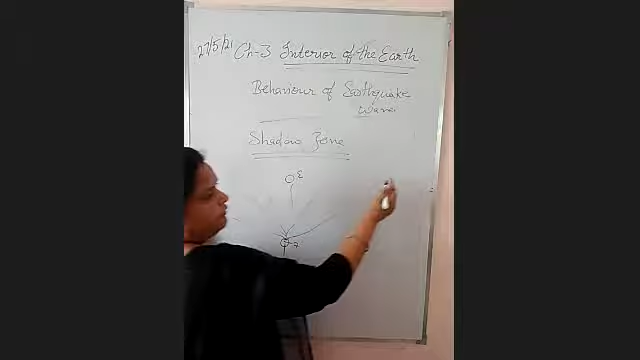 27/5/21 Ch-3 Interior of the Earth
Behaviour of Earthquake
Waves
Shadow Zone
E